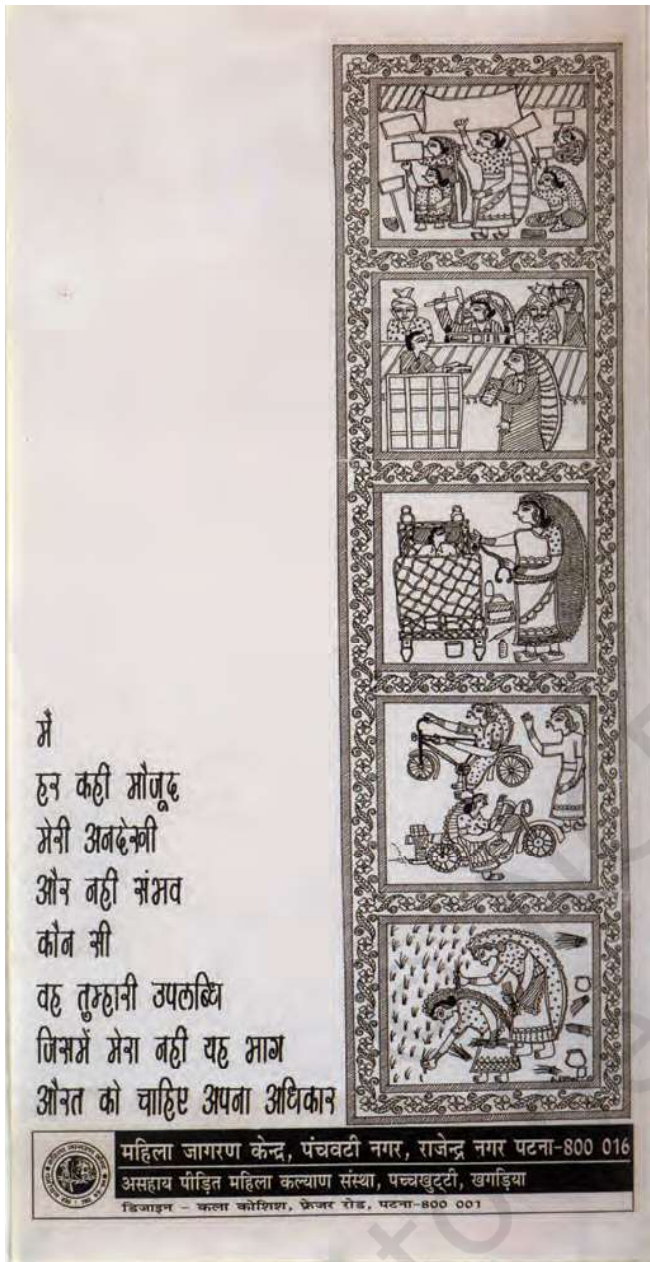 मैं
हर कहीं मौजूद
मेरी अनदेखी
और नहीं संभव
कौन सी
वह तुम्हारी उपलब्धि
जिसमें मेरा नहीं यह भाग
औरत को चाहिए अपना अधिकार
महिला जागरण केन्द्र, पंचवटी नगर, राजेन्द्र नगर पटना-800 016
असहाय पीड़ित महिला कल्याण संस्था, पच्चखुट्टी, खगड़िया
डिजाइन - कला कोशिश, फ्रेजर रोड, पटना-800 001